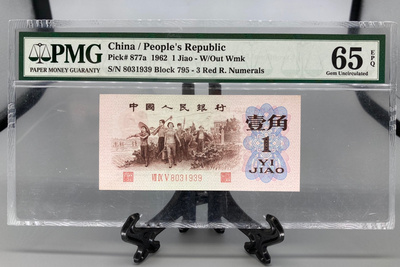 PMG
PAPER MONEY GUARANTY
China / People's Republic
Pick# 877a 1962 1 Jiao - W/Out Wmk
S/N 8031939 Block 795 - 3 Red R. Numerals
65 EPQ
Gem Uncirculated
中國人民銀行
壹角
1
YI
JIAO
8031939